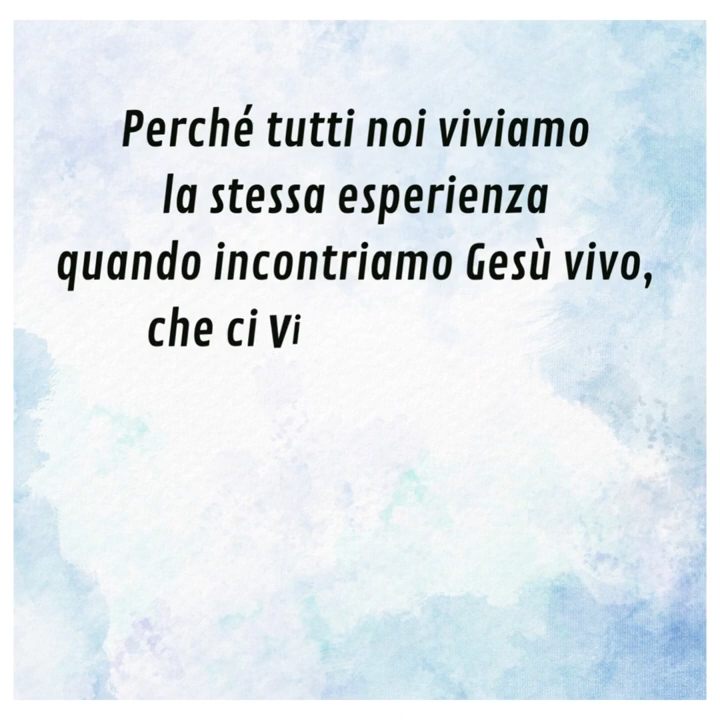 Perché tutti noi viviamo
la stessa esperienza
quando incontriamo Gesù vivo,
che ci vi